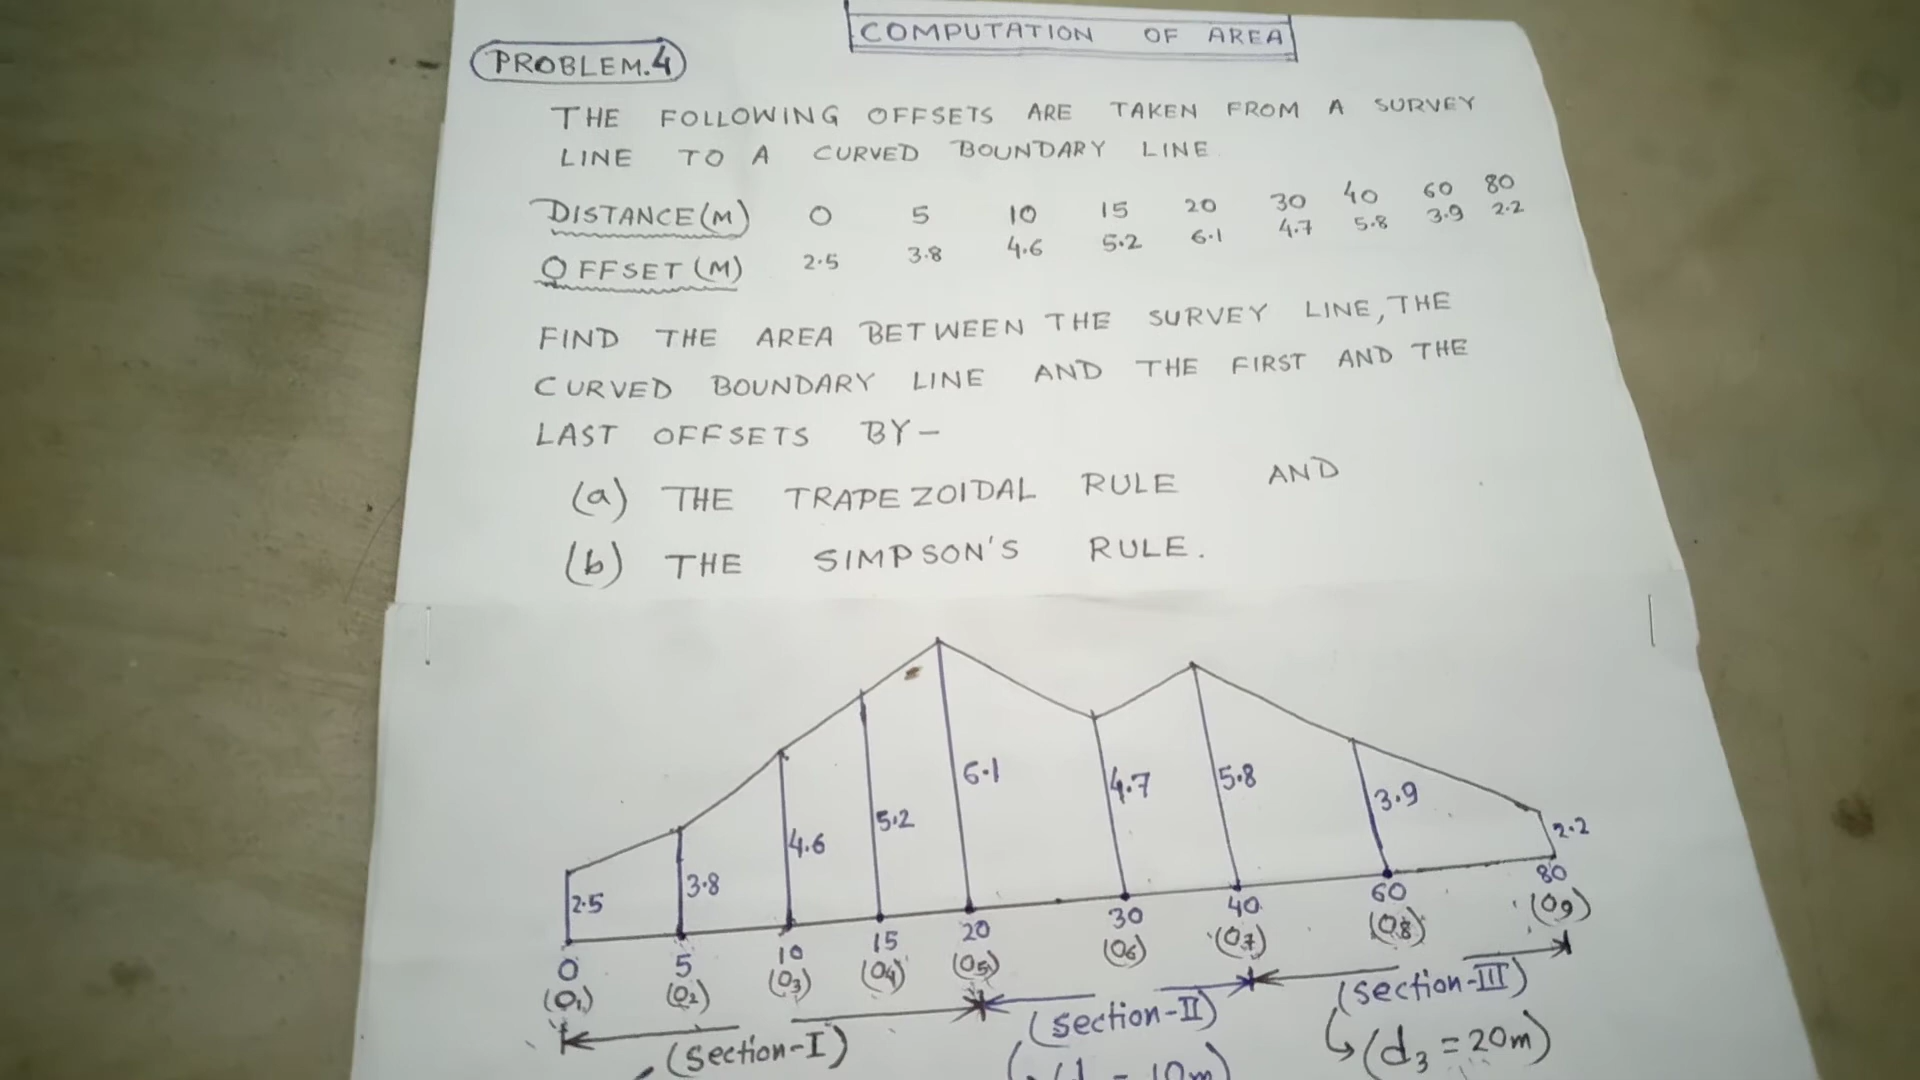 COMPUTATION OF AREA
PROBLEM.4
THE FOLLOWING OFFSETS ARE TAKEN FROM A SURVEY
LINE TO A CURVED BOUNDARY LINE
DISTANCE(M) 0 5 10 15 20 30 40 60 80
OFFSET(M) 2.5 3.8 4.6 5.2 6.1 4.7 5.8 3.9 2.2
FIND THE AREA BETWEEN THE SURVEY LINE, THE
CURVED BOUNDARY LINE AND THE FIRST AND THE
LAST OFFSETS BY-
(a) THE TRAPEZOIDAL RULE AND
(b) THE SIMPSON'S RULE.
2.5 3.8 4.6 5.2 6.1 4.7 5.8 3.9 2.2
0 5 10 15 20 30 40 60 80
(O1) (O2) (O3) (O4) (O5) (O6) (O7) (O8) (O9)
(section-I) (section-II) (section-III)
(d3 = 20m)
= 10m)